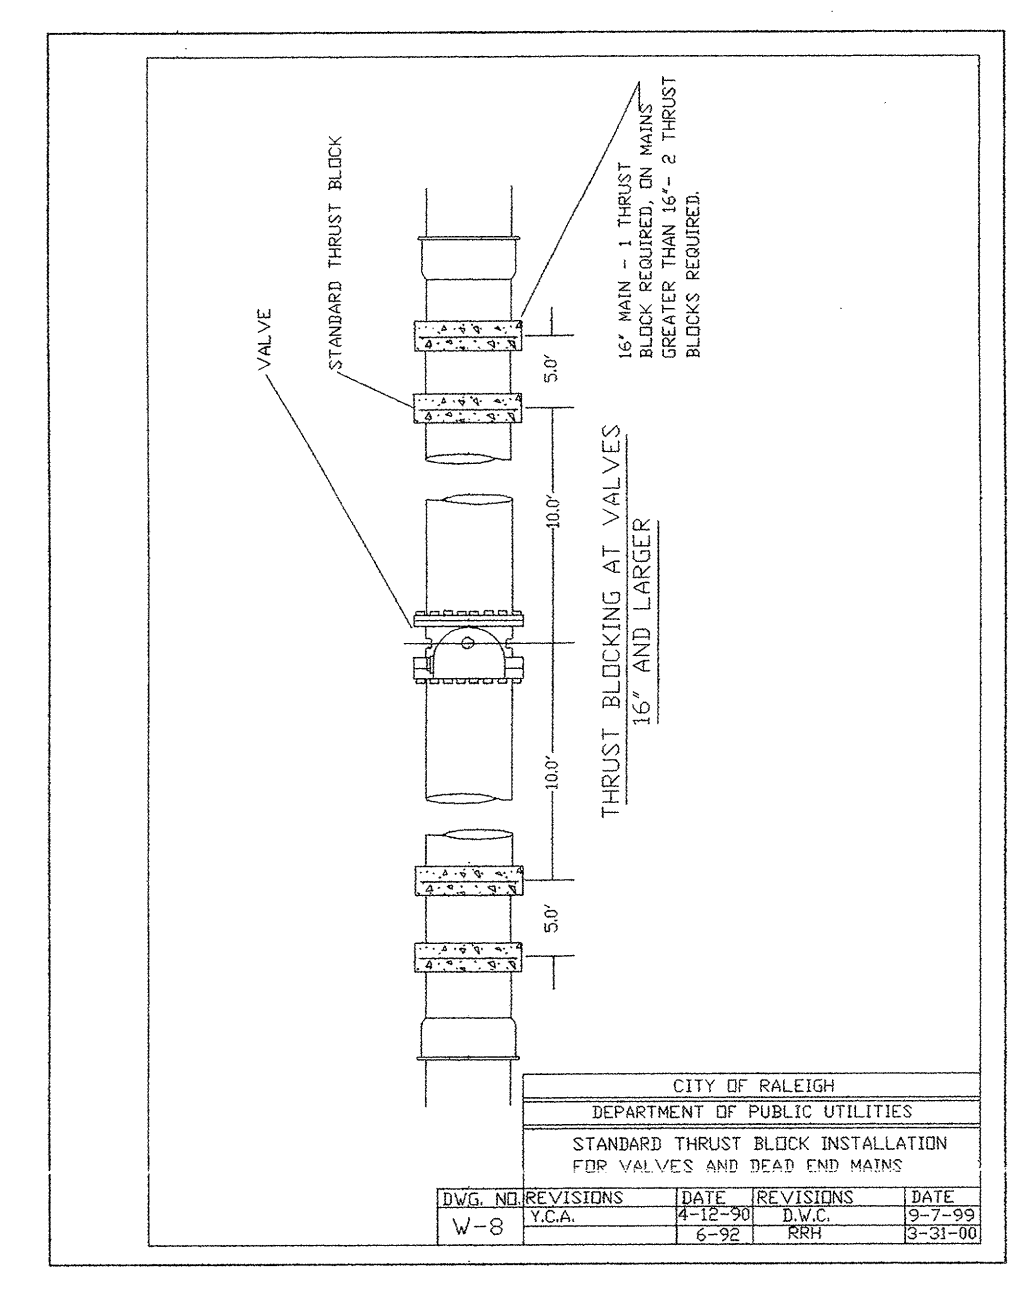 VALVE
STANDARD THRUST BLOCK
16" MAIN - 1 THRUST
BLOCK REQUIRED, ON MAINS
GREATER THAN 16"- 2 THRUST
BLOCKS REQUIRED.
5.0'
10.0'
10.0'
5.0'
THRUST BLOCKING AT VALVES
16" AND LARGER
CITY OF RALEIGH
DEPARTMENT OF PUBLIC UTILITIES
STANDARD THRUST BLOCK INSTALLATION
FOR VALVES AND DEAD END MAINS
DWG. NO. REVISIONS DATE REVISIONS DATE
W-8 Y.C.A. 4-12-90 D.W.C. 9-7-99
6-92 RRH 3-31-00